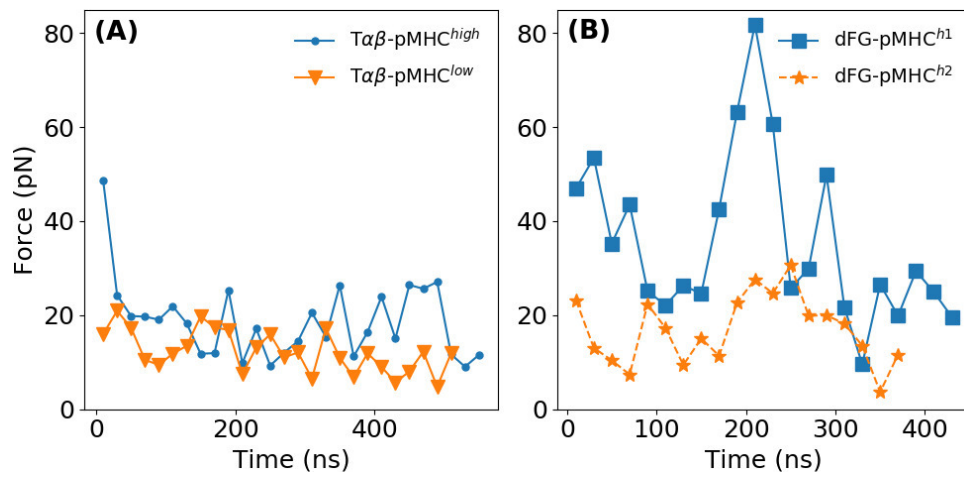 (A)
Tαβ-pMHC^high
Tαβ-pMHC^low
80
60
40
20
0
Force (pN)
0 200 400
Time (ns)
(B)
dFG-pMHC^h1
dFG-pMHC^h2
80
60
40
20
0
0 100 200 300 400
Time (ns)